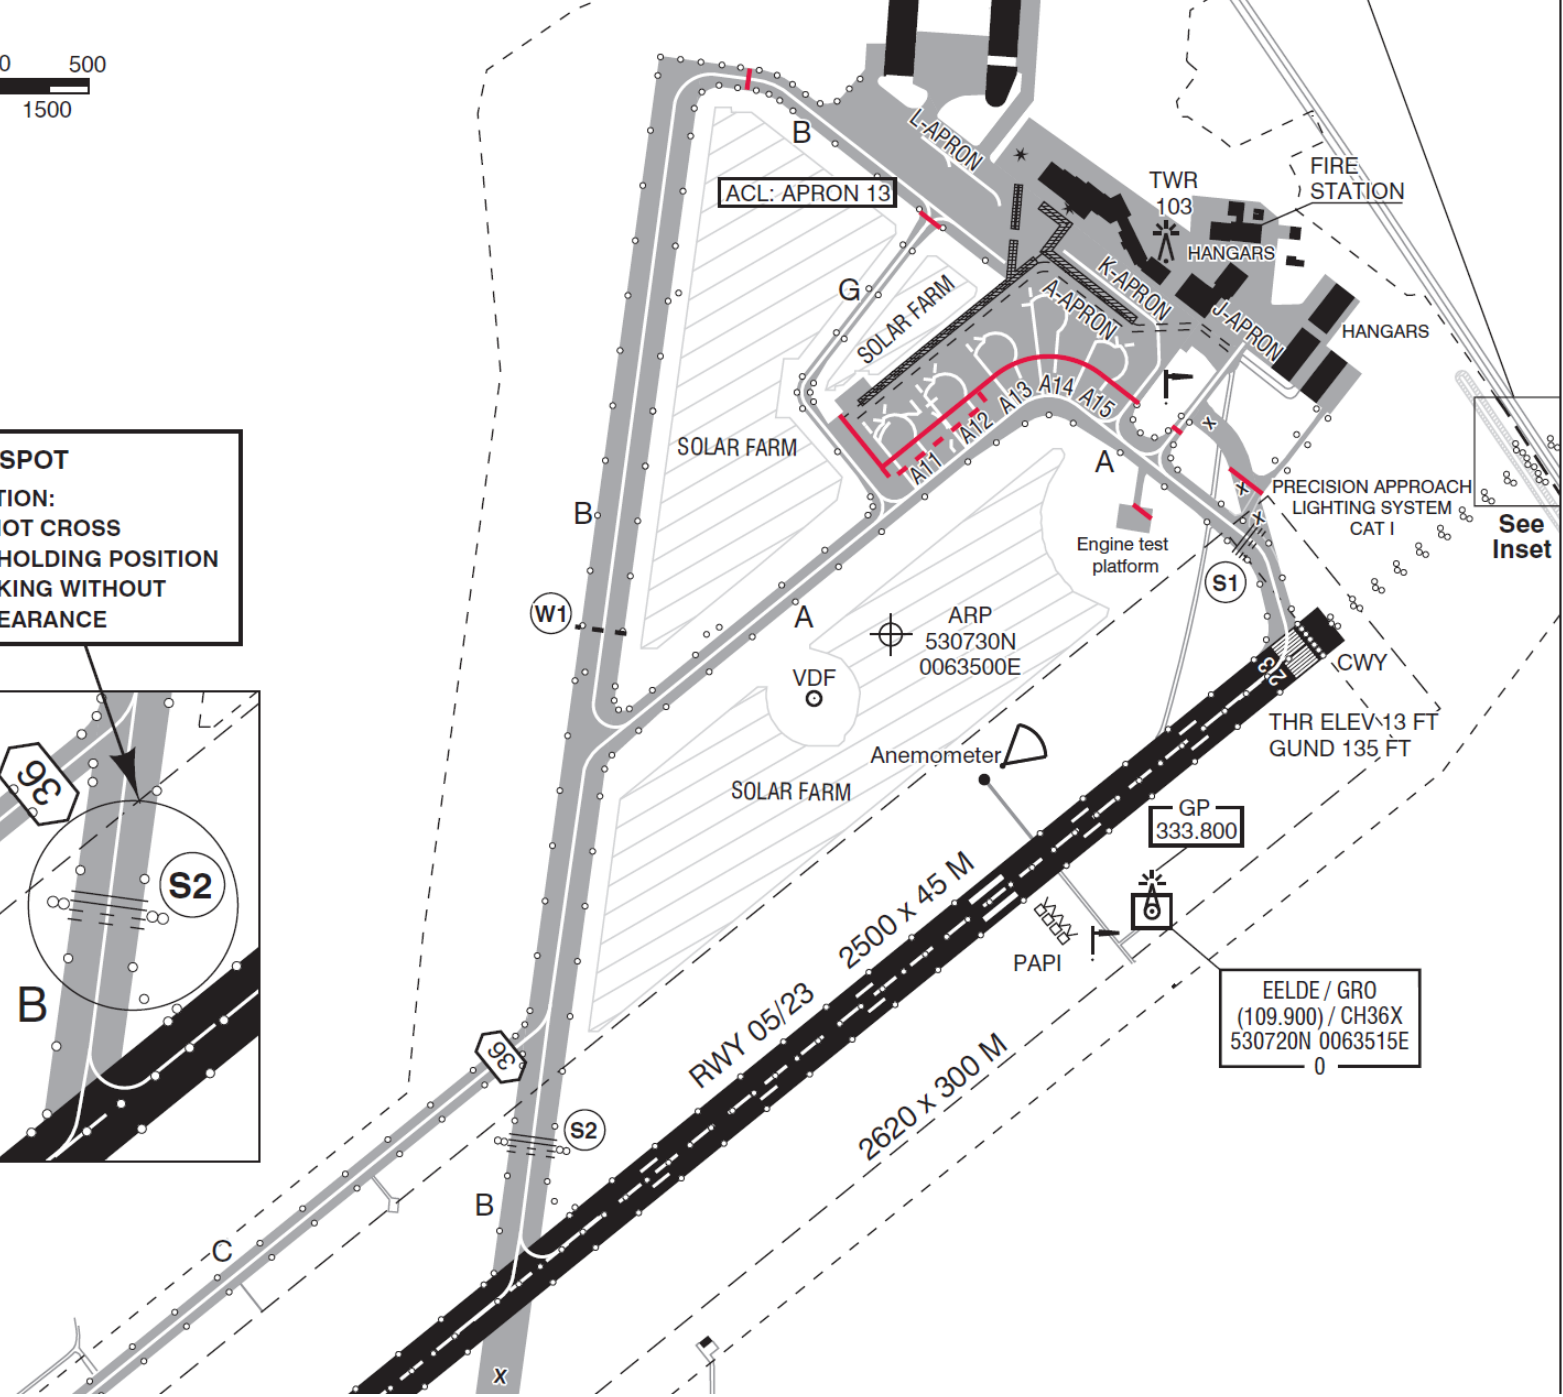 0 500
1500
B
L-APRON
ACL: APRON 13
TWR
103
FIRE
STATION
HANGARS
G
SOLAR FARM
A-APRON
K-APRON
J-APRON
HANGARS
A11
A12
A13
A14
A15
SOLAR FARM
A
x
x
x
PRECISION APPROACH
LIGHTING SYSTEM
CAT I
See
Inset
Engine test
platform
S1
SPOT
TION:
NOT CROSS
HOLDING POSITION
KING WITHOUT
EARANCE
B
W1
A
ARP
530730N
0063500E
VDF
23
CWY
THR ELEV 13 FT
GUND 135 FT
Anemometer
SOLAR FARM
GP
333.800
36
S2
B
2500 x 45 M
PAPI
RWY 05/23
EELDE / GRO
(109.900) / CH36X
530720N 0063515E
0
36
2620 x 300 M
S2
B
C
x